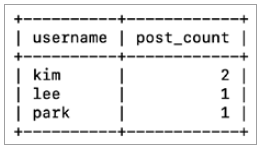 +----------+------------+
| username | post_count |
+----------+------------+
| kim      |          2 |
| lee      |          1 |
| park     |          1 |
+----------+------------+